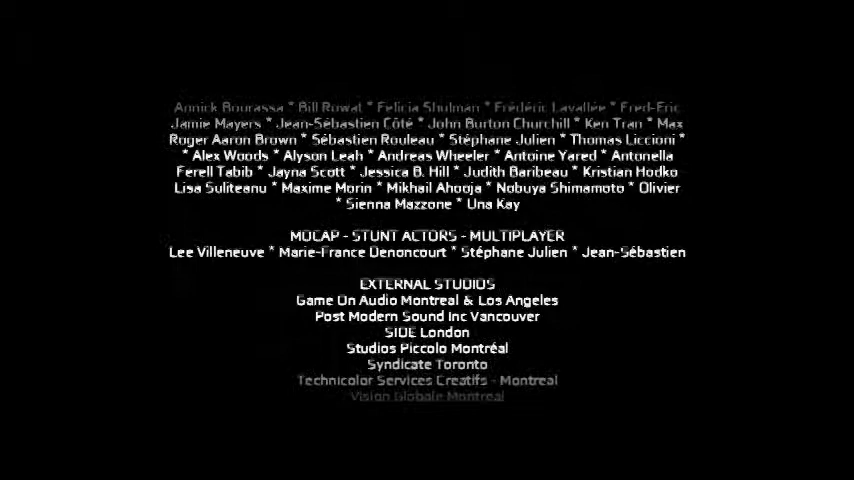 Annick Bourassa * Bill Rowat * Felicia Shulman * Frédéric Lavallée * Fred-Eric
Jamie Mayers * Jean-Sébastien Côté * John Burton Churchill * Ken Tran * Max
Roger Aaron Brown * Sébastien Rouleau * Stéphane Julien * Thomas Liccioni *
* Alex Woods * Alyson Leah * Andreas Wheeler * Antoine Yared * Antonella
Ferell Tabib * Jayna Scott * Jessica B. Hill * Judith Baribeau * Kristian Hodko
Lisa Suliteanu * Maxime Morin * Mikhail Ahooja * Nobuya Shimamoto * Olivier
* Sienna Mazzone * Una Kay
MOCAP - STUNT ACTORS - MULTIPLAYER
Lee Villeneuve * Marie-France Denoncourt * Stéphane Julien * Jean-Sébastien
EXTERNAL STUDIOS
Game On Audio Montreal & Los Angeles
Post Modern Sound Inc Vancouver
SIDE London
Studios Piccolo Montréal
Syndicate Toronto
Technicolor Services Creatifs - Montreal
Vision Globale Montreal